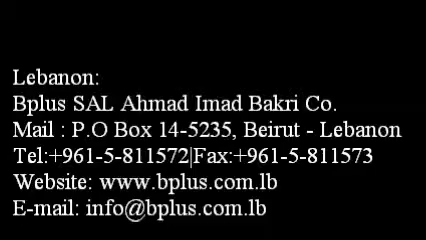 Lebanon:
Bplus SAL Ahmad Imad Bakri Co.
Mail : P.O Box 14-5235, Beirut - Lebanon
Tel:+961-5-811572|Fax:+961-5-811573
Website: www.bplus.com.lb
E-mail: info@bplus.com.lb